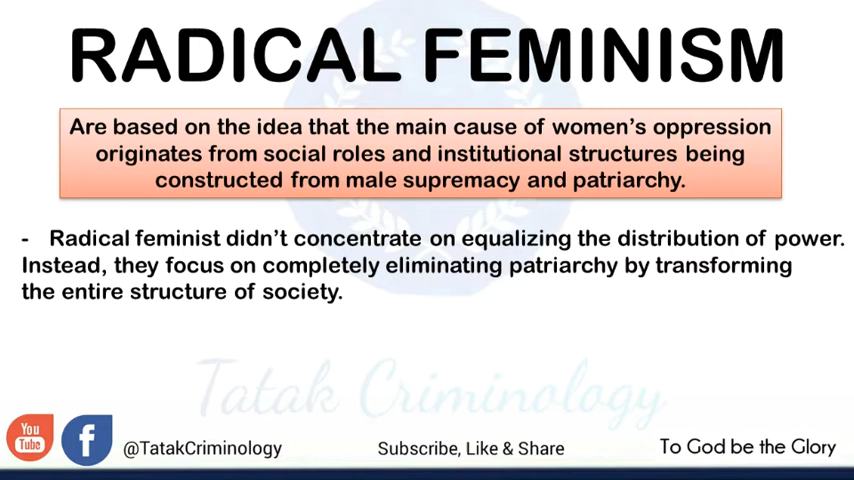 RADICAL FEMINISM
Are based on the idea that the main cause of women's oppression
originates from social roles and institutional structures being
constructed from male supremacy and patriarchy.
- Radical feminist didn't concentrate on equalizing the distribution of power.
Instead, they focus on completely eliminating patriarchy by transforming
the entire structure of society.
Tatak Criminology
You
Tube
f
@TatakCriminology
Subscribe, Like & Share
To God be the Glory